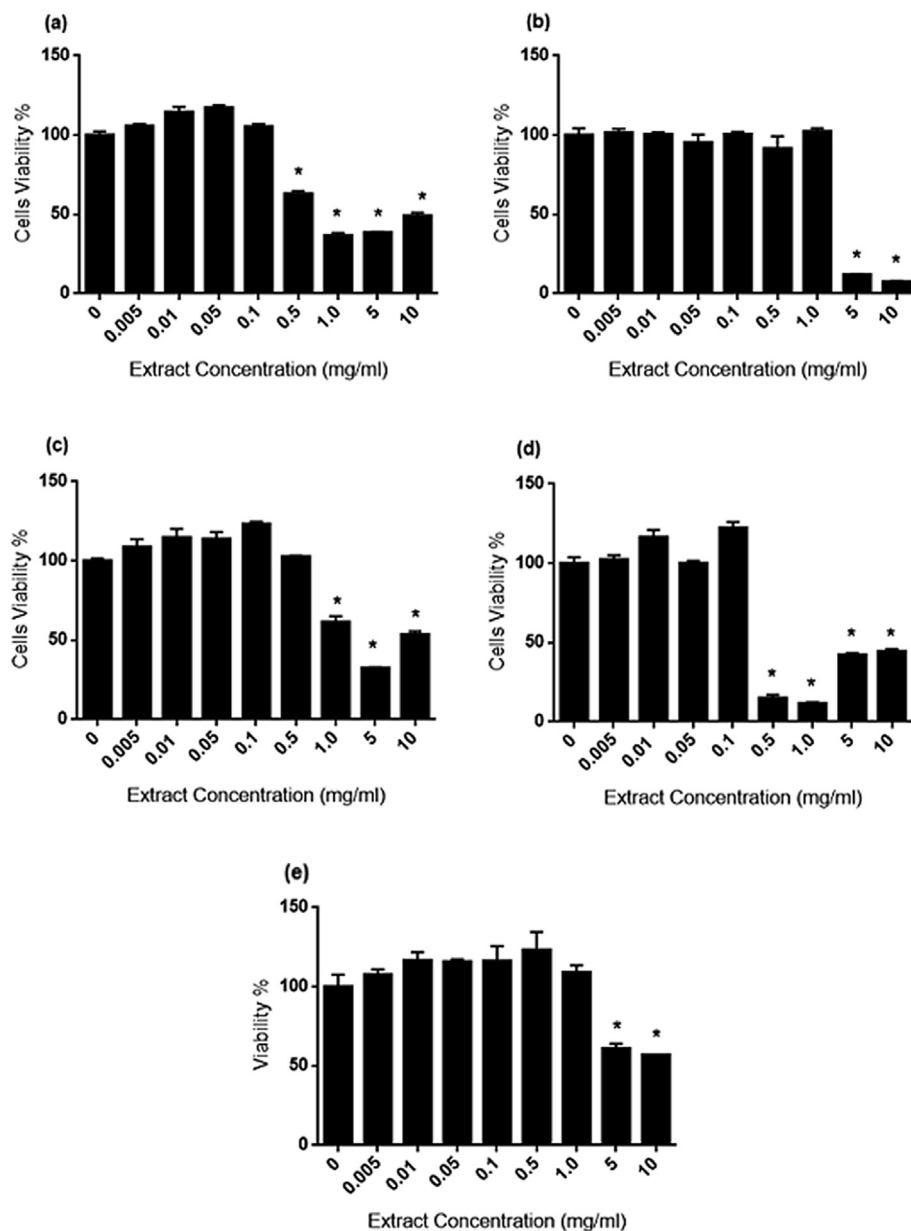 (a)
150
100
50
0
Cells Viability %
* * * *
0 0.005 0.01 0.05 0.1 0.5 1.0 5 10
Extract Concentration (mg/ml)
(b)
150
100
50
0
Cells Viability %
* *
0 0.005 0.01 0.05 0.1 0.5 1.0 5 10
Extract Concentration (mg/ml)
(c)
150
100
50
0
Cells Viability %
* * *
0 0.005 0.01 0.05 0.1 0.5 1.0 5 10
Extract Concentration (mg/ml)
(d)
150
100
50
0
Cells Viability %
* * * *
0 0.005 0.01 0.05 0.1 0.5 1.0 5 10
Extract Concentration (mg/ml)
(e)
150
100
50
0
Viability %
* *
0 0.005 0.01 0.05 0.1 0.5 1.0 5 10
Extract Concentration (mg/ml)